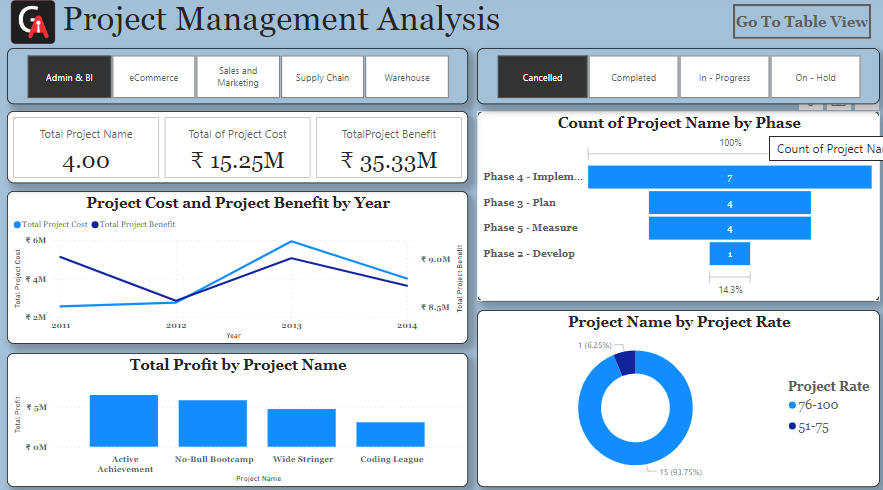 GA
Project Management Analysis
Go To Table View
Admin & BI
eCommerce
Sales and
Marketing
Supply Chain
Warehouse
Cancelled
Completed
In - Progress
On - Hold
Total Project Name
4.00
Total of Project Cost
₹ 15.25M
TotalProject Benefit
₹ 35.33M
Count of Project Name by Phase
100%
Count of Project Nam
Phase 4 - Implem... 7
Phase 3 - Plan 4
Phase 5 - Measure 4
Phase 2 - Develop 1
14.3%
Project Cost and Project Benefit by Year
Total Project Cost Total Project Benefit
Total Project Cost
₹ 6M
₹ 4M
₹ 2M
₹ 9.0M
₹ 8.5M
Total Project Benefit
2011 2012 2013 2014
Year
Total Profit by Project Name
Total Profit
₹ 5M
₹ 0M
Active
Achievement
No-Bull Bootcamp
Wide Stringer
Coding League
Project Name
Project Name by Project Rate
1 (6.25%)
15 (93.75%)
Project Rate
76-100
51-75